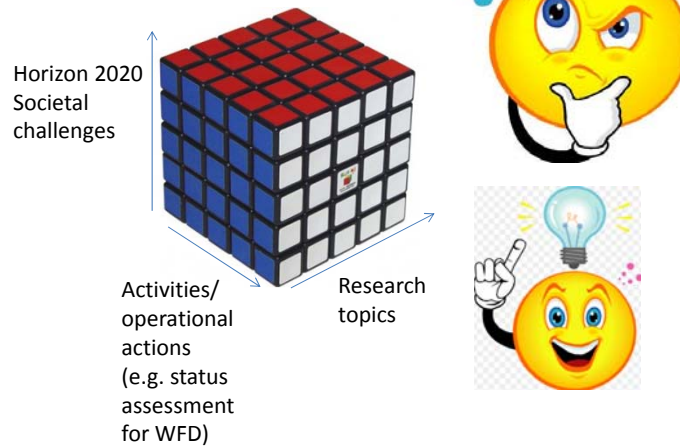 Horizon 2020
Societal
challenges
Activities/
operational
actions
(e.g. status
assessment
for WFD)
Research
topics